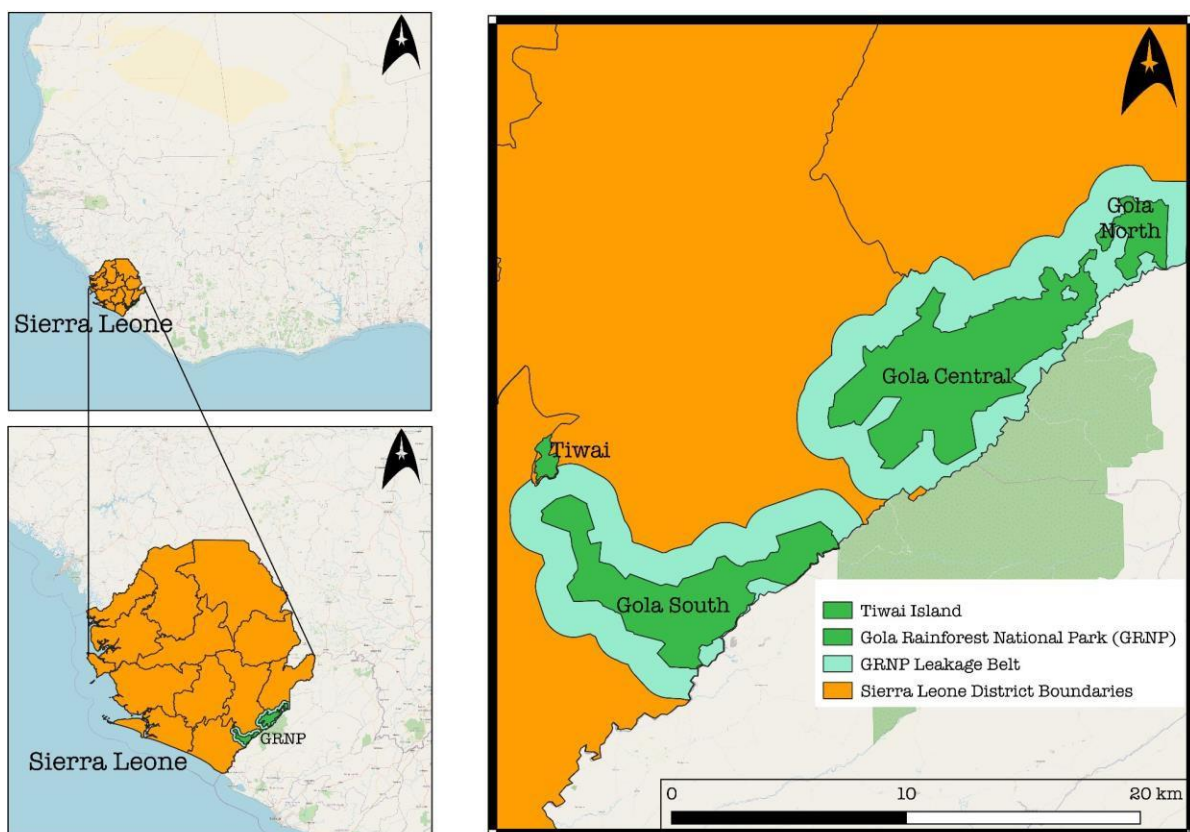 Sierra Leone
Sierra Leone
GRNP
Gola
North
Gola Central
Tiwai
Gola South
Tiwai Island
Gola Rainforest National Park (GRNP)
GRNP Leakage Belt
Sierra Leone District Boundaries
0
10
20 km